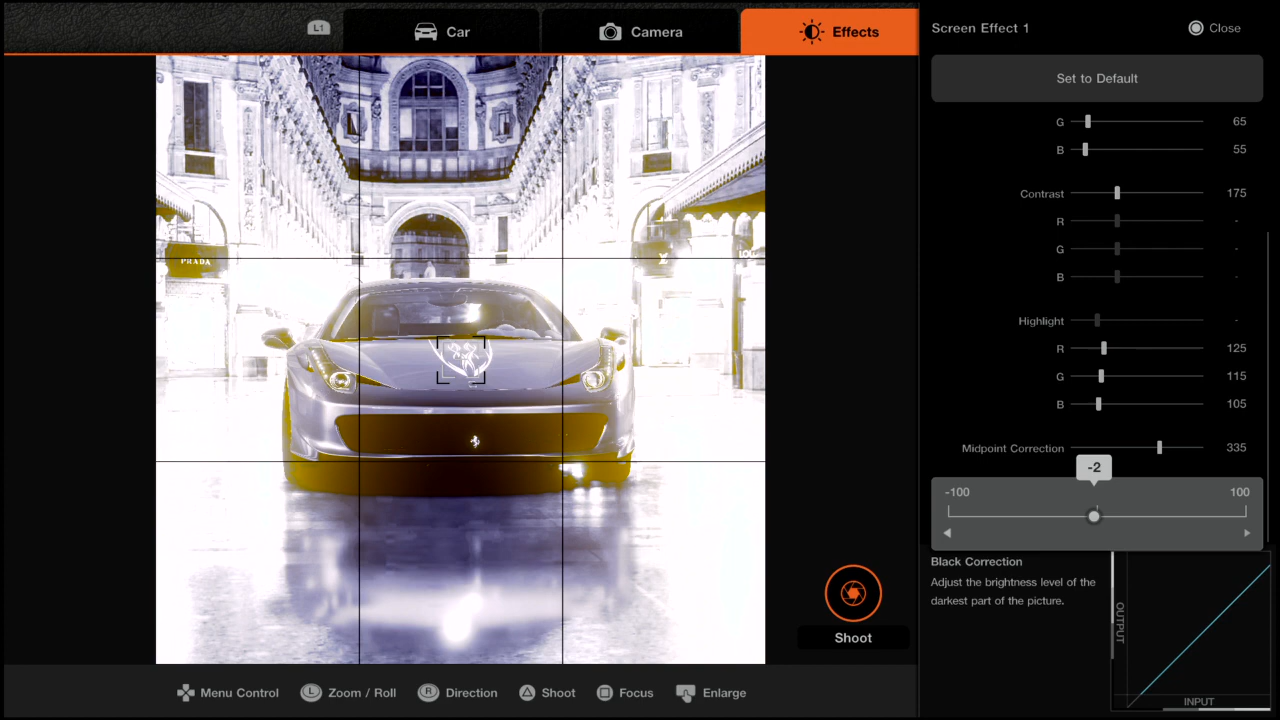 L1
Car
Camera
Effects
Screen Effect 1
Close
Set to Default
G 65
B 55
Contrast 175
R -
G -
B -
Highlight -
R 125
G 115
B 105
Midpoint Correction 335
-2
-100 100
Black Correction
Adjust the brightness level of the
darkest part of the picture.
OUTPUT
INPUT
PRADA
LV
Shoot
L Zoom / Roll
Menu Control
R Direction
Shoot
Focus
Enlarge